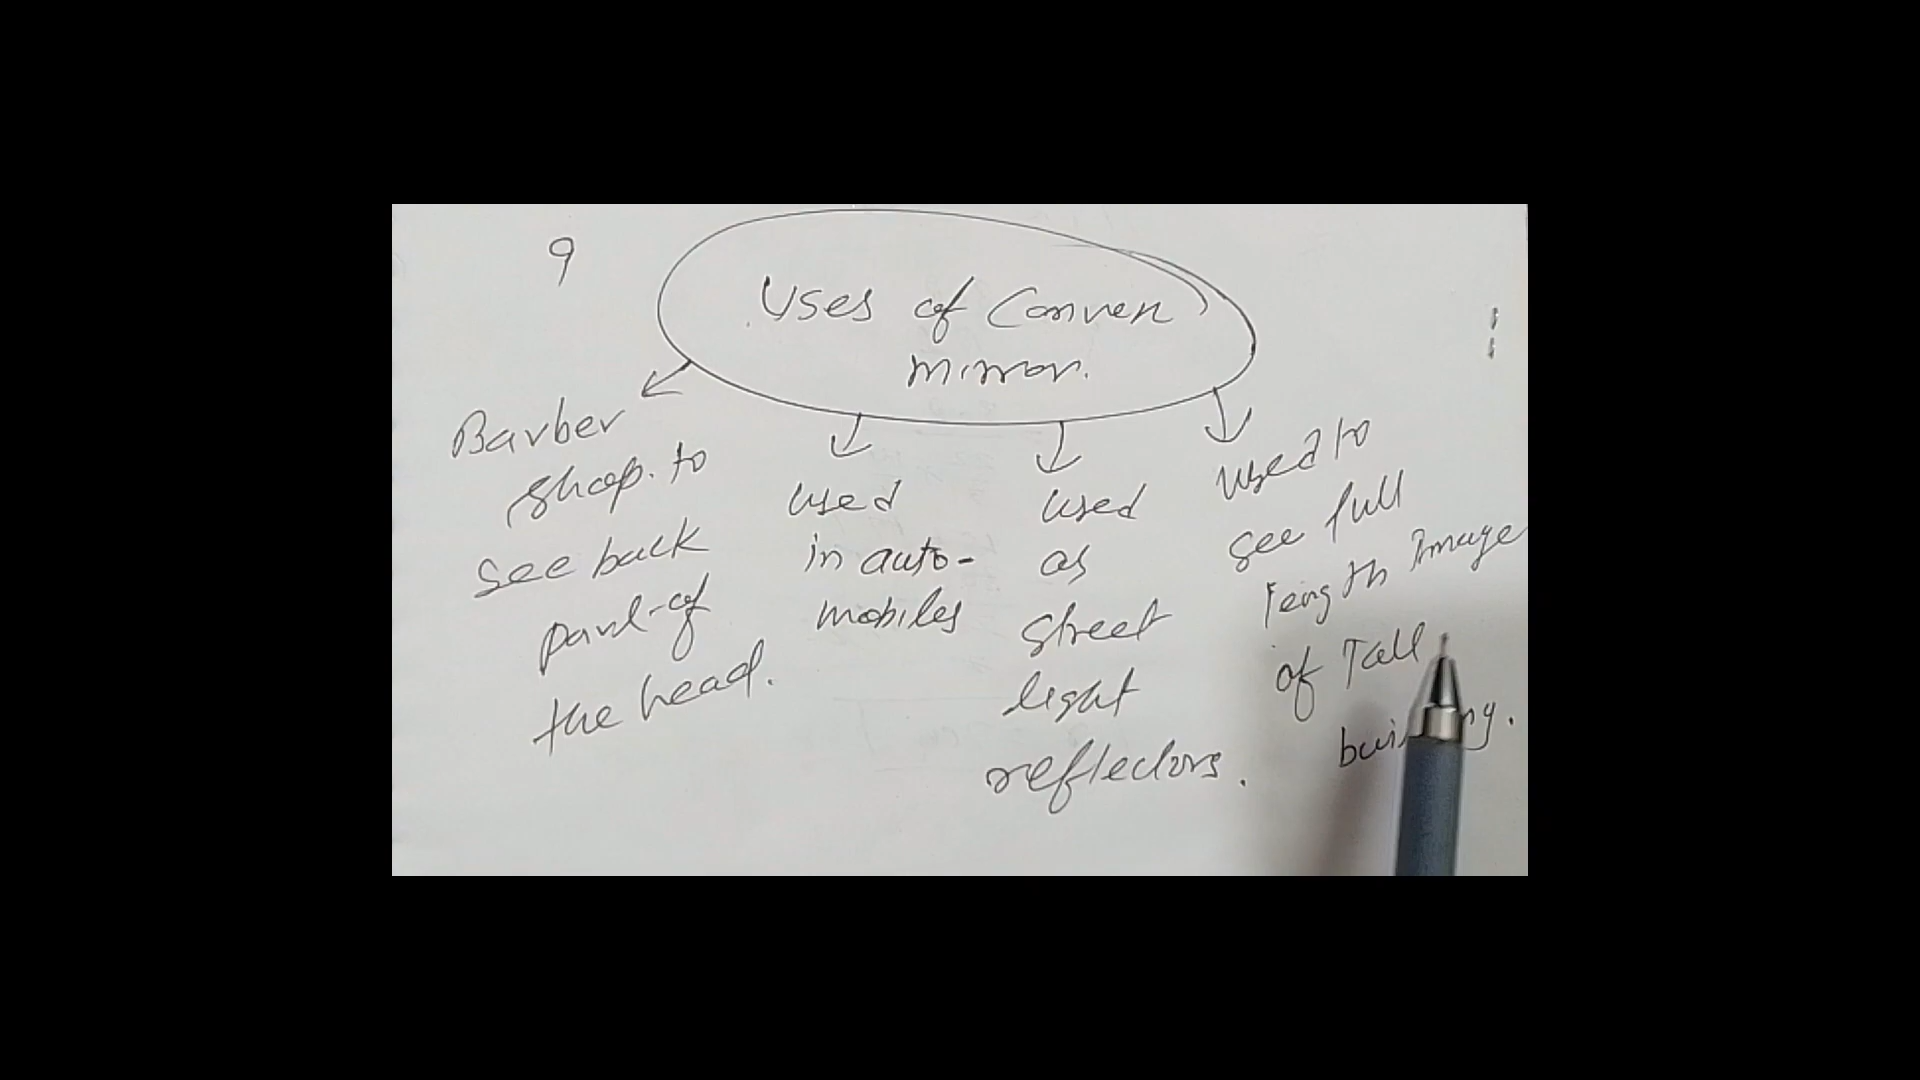 9
Uses of Convex
mirror.
Barber
shop. to
see back
part of
the head.
used
in auto-
mobiles
used
as
street
light
reflectors.
used to
see full
length Image
of Tall